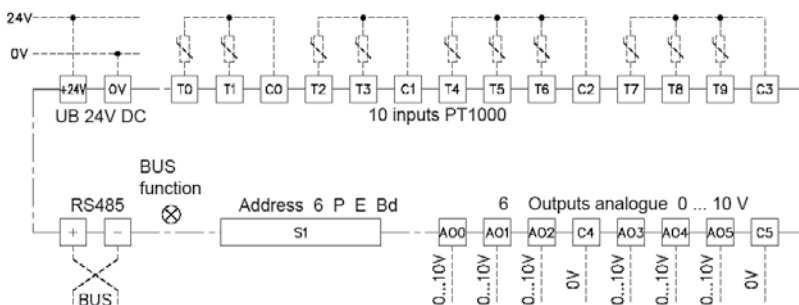 24V
0V
+24V 0V T0 T1 C0 T2 T3 C1 T4 T5 T6 C2 T7 T8 T9 C3
UB 24V DC
10 inputs PT1000
BUS
function
RS485
Address 6 P E Bd
6 Outputs analogue 0 ... 10 V
+ - S1 AO0 AO1 AO2 C4 AO3 AO4 AO5 C5
0...10V 0...10V 0...10V 0V 0...10V 0...10V 0...10V 0V
BUS